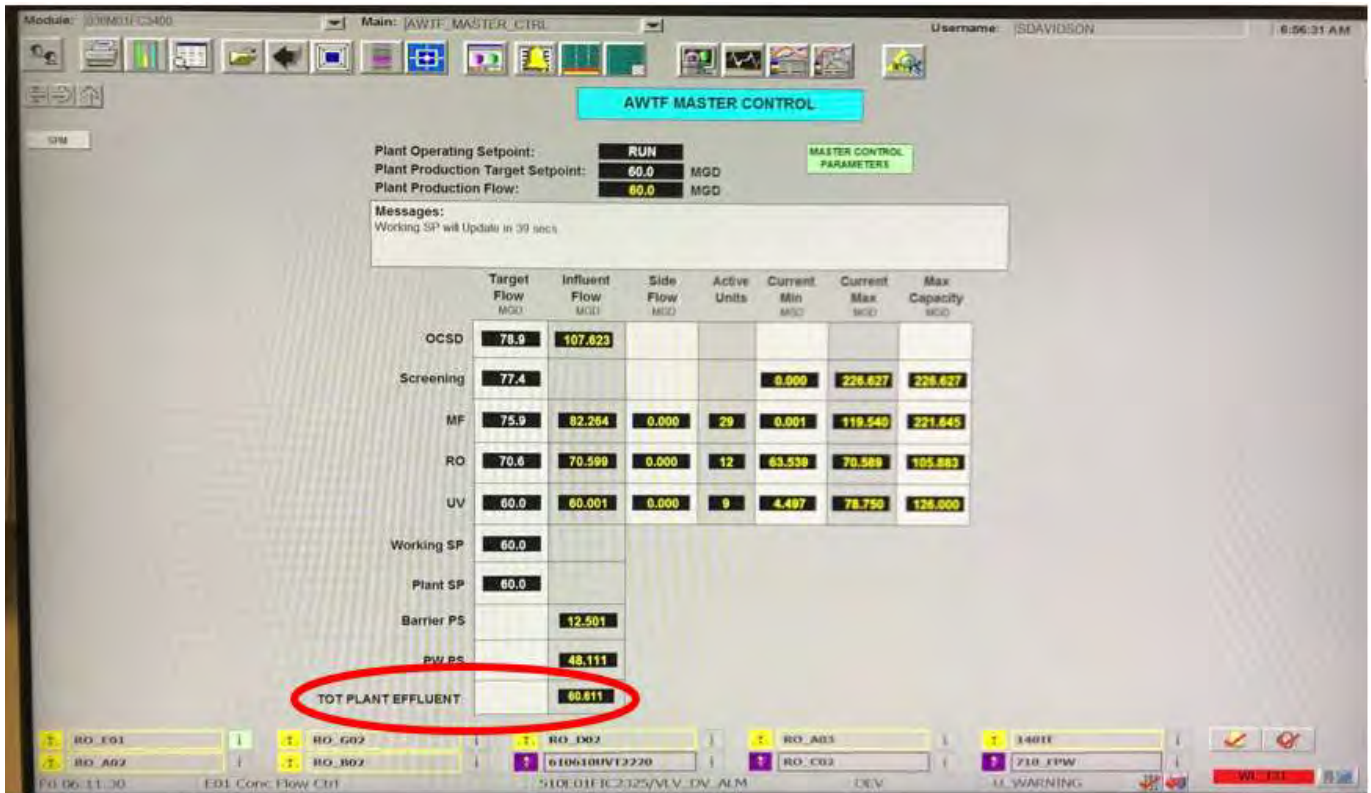 Module: Main: AWTF_MASTER_CTRL Username: SDAVIDSON 6:56:31 AM
AWTF MASTER CONTROL
Plant Operating Setpoint: RUN
Plant Production Target Setpoint: 60.0 MGD
Plant Production Flow: 60.0 MGD
MASTER CONTROL
PARAMETERS
Messages:
Working SP will Update in 39 secs
Target Influent Side Active Current Current Max
Flow Flow Flow Units Min Max Capacity
MGD MGD MGD MGD MGD MGD
OCSD 78.9 107.623
Screening 77.4 0.000 226.627 226.627
MF 75.9 82.264 0.000 29 0.001 119.540 221.645
RO 70.6 70.599 0.000 12 63.539 70.589 105.883
UV 60.0 60.001 0.000 9 4.497 78.750 126.000
Working SP 60.0
Plant SP 60.0
Barrier PS 12.501
PW PS 48.111
TOT PLANT EFFLUENT 60.611
RO_E01 RO_G02 RO_D02 RO_A03
RO_A02 RO_B02 610610UVT2220 RO_C02 710_FPW
Fri 06:11:30 E01 Conc Flow Ctrl 510E01FIC2325/VLV_DV_ALM DEV U_WARNING